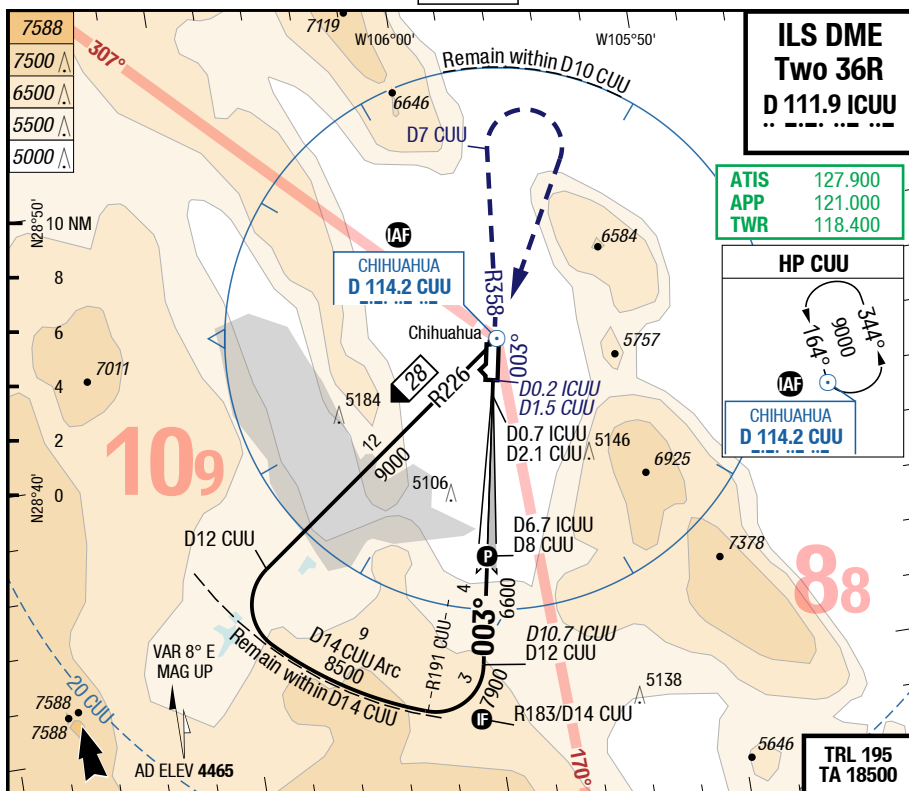 7588
7500
6500
5500
5000
7119
W106°00'
W105°50'
307°
Remain within D10 CUU
6646
D7 CUU
ILS DME
Two 36R
D 111.9 ICUU
ATIS 127.900
APP 121.000
TWR 118.400
N28°50'
10 NM
8
6
4
2
0
N28°40'
IAF
CHIHUAHUA
D 114.2 CUU
R358
6584
HP CUU
344°
9000
164°
IAF
CHIHUAHUA
D 114.2 CUU
Chihuahua
003°
5757
7011
28
R226
D0.2 ICUU
D1.5 CUU
5184
D0.7 ICUU
D2.1 CUU
5146
12
9000
109
5106
6925
D6.7 ICUU
D8 CUU
P
7378
88
D12 CUU
4
6600
003°
9
D14 CUU Arc
8500
Remain within D14 CUU
R191 CUU
3
7900
D10.7 ICUU
D12 CUU
VAR 8° E
MAG UP
5138
IF
R183/D14 CUU
20 CUU
7588
7588
170°
5646
AD ELEV 4465
TRL 195
TA 18500